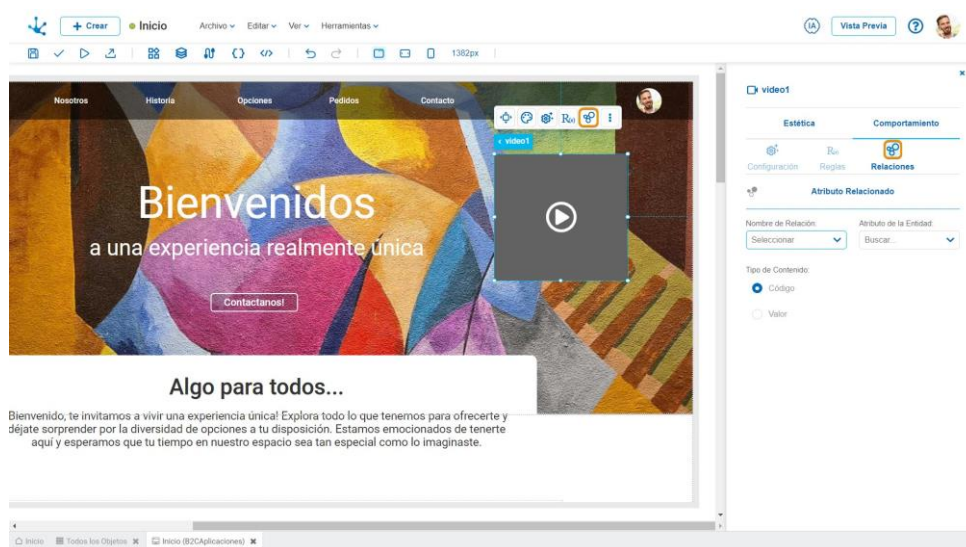 + Crear
Inicio
Archivo
Editar
Ver
Herramientas
IA
Vista Previa
?
1382px
video1
Nosotros
Historia
Opciones
Pedidos
Contacto
R(x)
< video1
Estética
Comportamiento
R(x)
Configuración
Reglas
Relaciones
Atributo Relacionado
Bienvenidos
a una experiencia realmente única
Nombre de Relación:
Atributo de la Entidad:
Seleccionar
Buscar...
Tipo de Contenido:
Código
Valor
Contactanos!
Algo para todos...
Bienvenido, te invitamos a vivir una experiencia única! Explora todo lo que tenemos para ofrecerte y
déjate sorprender por la diversidad de opciones a tu disposición. Estamos emocionados de tenerte
aquí y esperamos que tu tiempo en nuestro espacio sea tan especial como lo imaginaste.
Inicio
Todos los Objetos
Inicio (B2CAplicaciones)